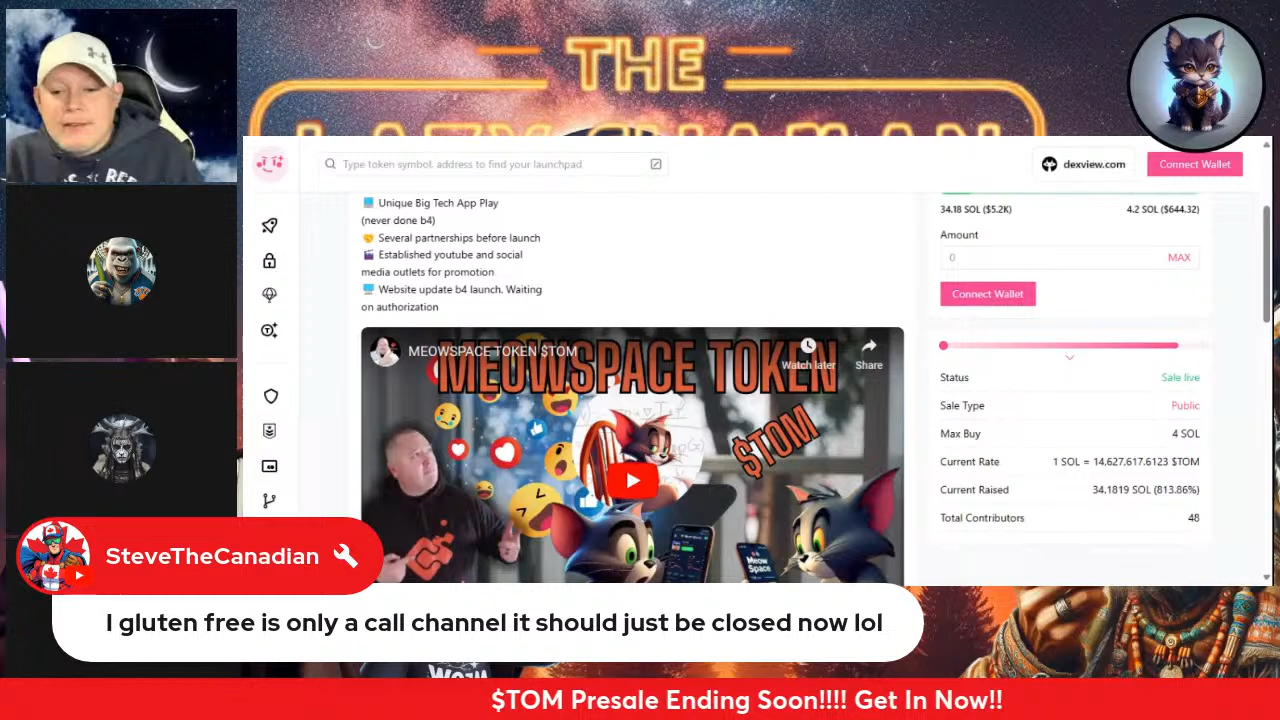 THE
LAZY SHAMAN
Type token symbol, address to find your launchpad
dexview.com
Connect Wallet
Unique Big Tech App Play
(never done b4)
Several partnerships before launch
Established youtube and social
media outlets for promotion
Website update b4 launch. Waiting
on authorization
34.18 SOL ($5.2K)
4.2 SOL ($644.32)
Amount
0
MAX
Connect Wallet
MEOWSPACE TOKEN $TOM
Watch later
Share
MEOWSPACE TOKEN
$TOM
Meow
Space
Status
Sale live
Sale Type
Public
Max Buy
4 SOL
Current Rate
1 SOL = 14,627,617.6123 $TOM
Current Raised
34.1819 SOL (813.86%)
Total Contributors
48
SteveTheCanadian
I gluten free is only a call channel it should just be closed now lol
$TOM Presale Ending Soon!!!! Get In Now!!